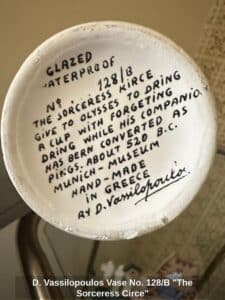 GLAZED
WATERPROOF
No 128/B
THE SORCERESS KIRCE
GIVE TO OLYSSES TO DRING
A CUP WITH FORGETING
DRING WHILE HIS COMPANIO.
HAS BEEN CONVERTED AS
PINGS. ABOUT 520 B.C.
MUNICH - MUSEUM
HAND - MADE
IN GREECE
BY D. Vassilopoulos
D. Vassilopoulos Vase No. 128/B "The
Sorceress Circe"